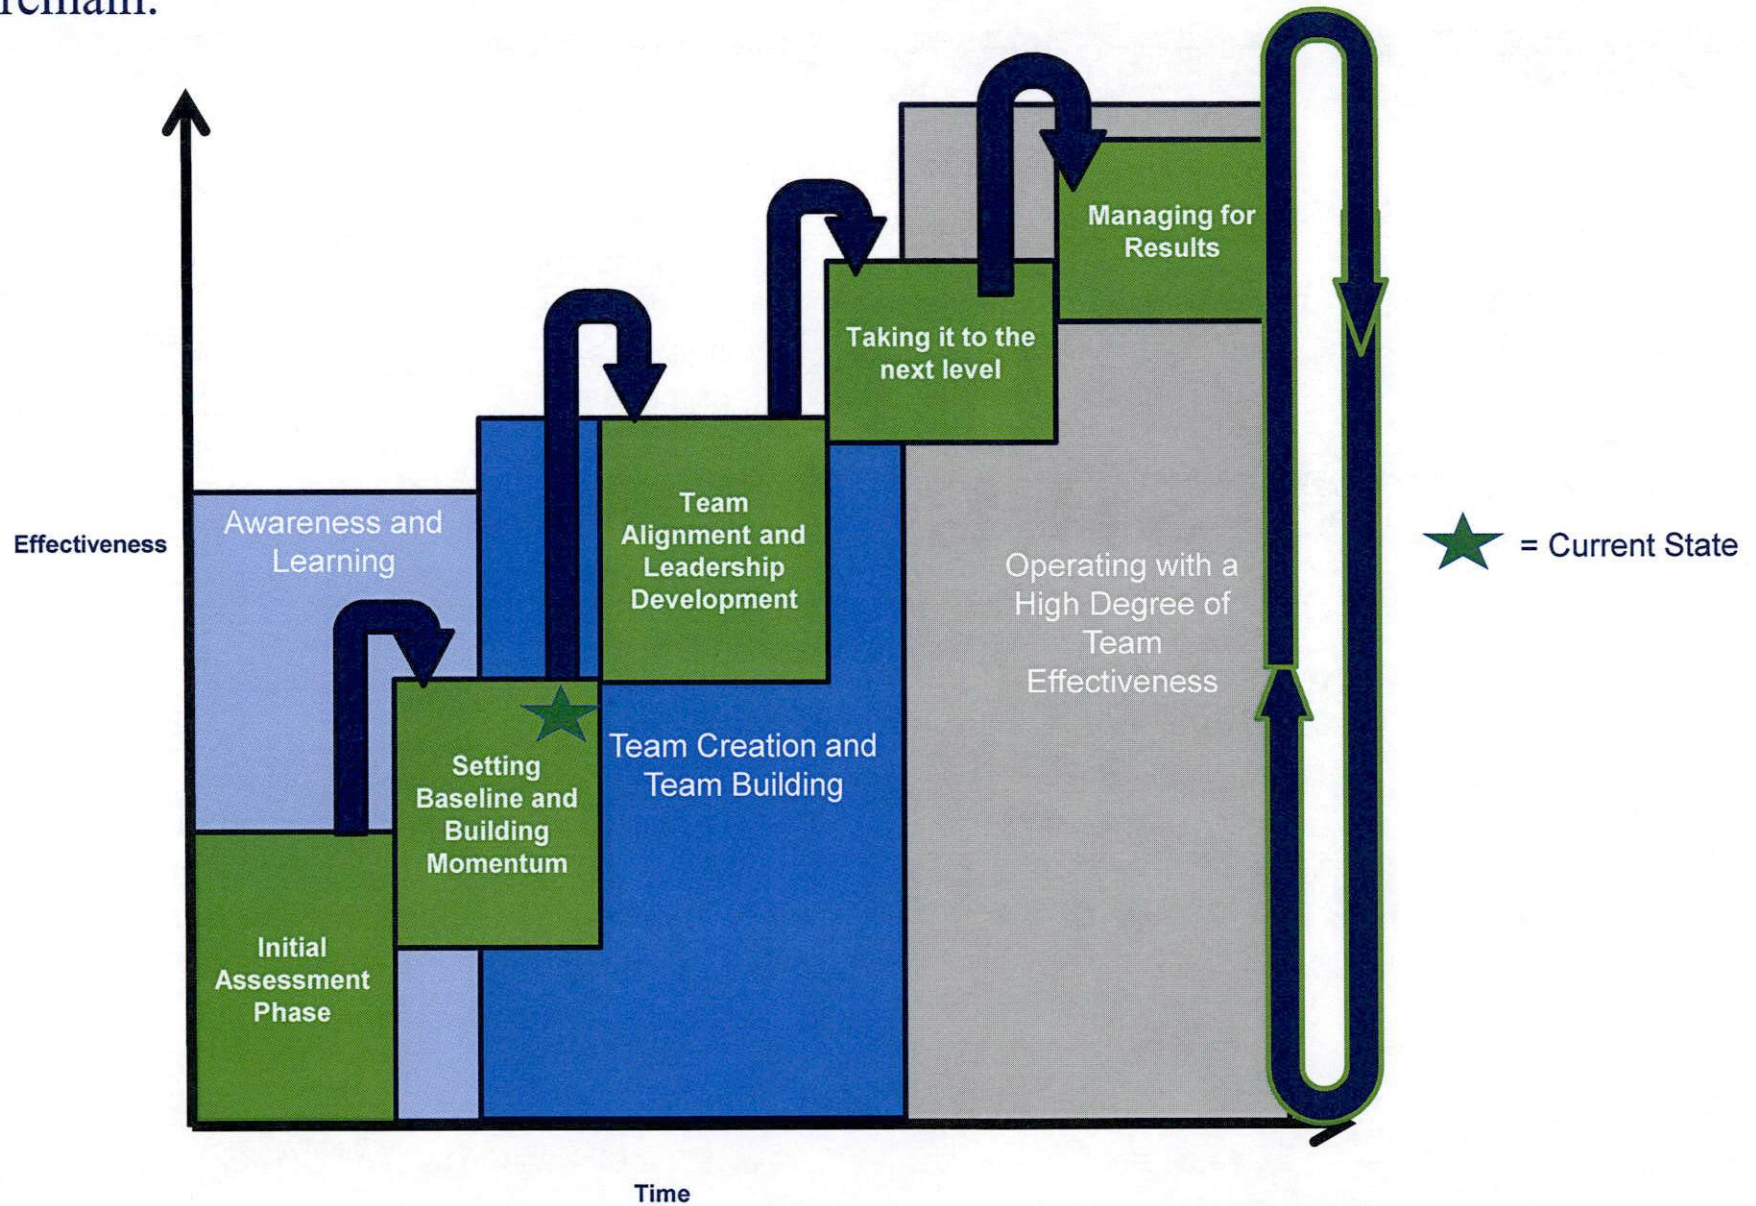 remain.
Effectiveness
Awareness and
Learning
Initial
Assessment
Phase
Setting
Baseline and
Building
Momentum
Team
Alignment and
Leadership
Development
Team Creation and
Team Building
Taking it to the
next level
Managing for
Results
Operating with a
High Degree of
Team
Effectiveness
= Current State
Time